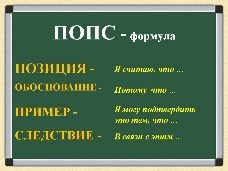 ПОПС - формула
ПОЗИЦИЯ - Я считаю, что ...
ОБОСНОВАНИЕ - Потому что ...
ПРИМЕР - Я могу подтвердить это тем, что ...
СЛЕДСТВИЕ - В связи с этим ...